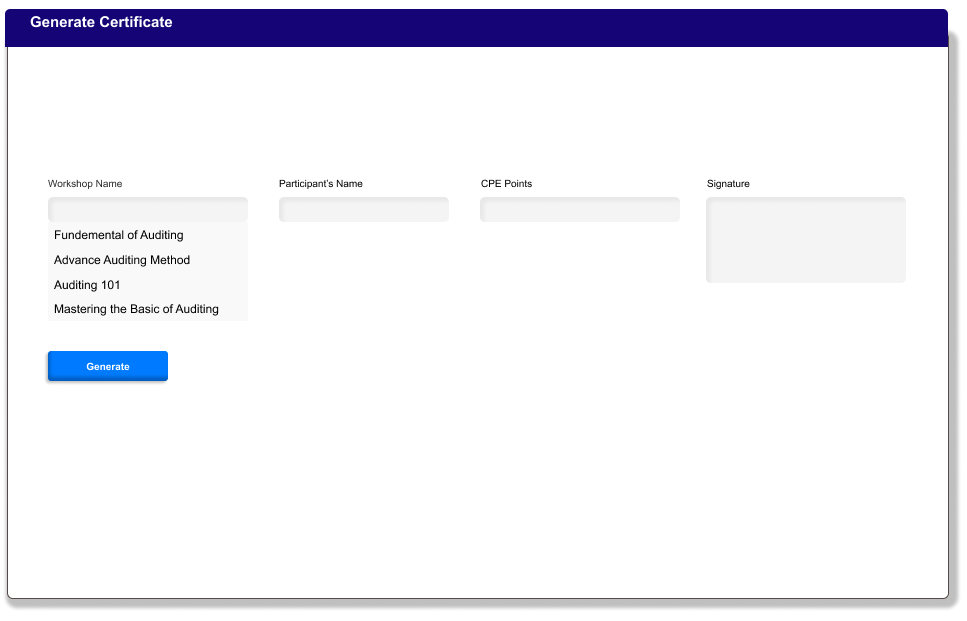 Generate Certificate
Workshop Name
Participant's Name
CPE Points
Signature
Fundemental of Auditing
Advance Auditing Method
Auditing 101
Mastering the Basic of Auditing
Generate